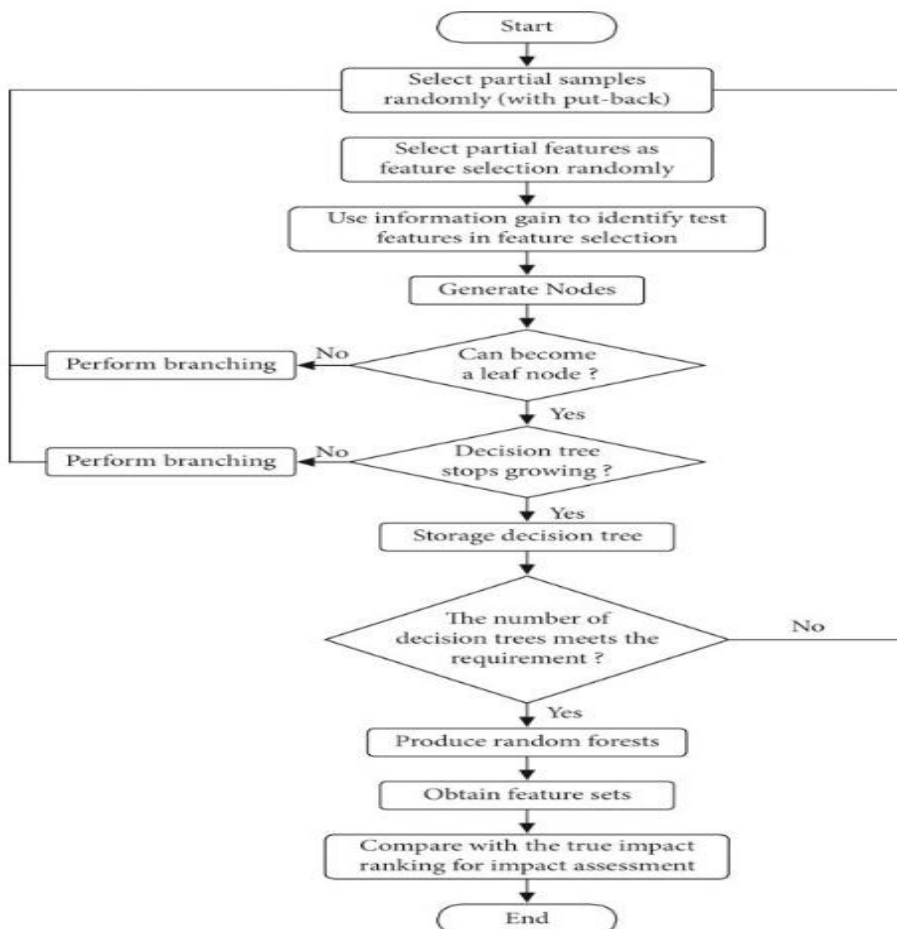 Start
Select partial samples
randomly (with put-back)
Select partial features as
feature selection randomly
Use information gain to identify test
features in feature selection
Generate Nodes
Perform branching
No
Can become
a leaf node ?
Yes
Perform branching
No
Decision tree
stops growing ?
Yes
Storage decision tree
The number of
decision trees meets the
requirement ?
No
Yes
Produce random forests
Obtain feature sets
Compare with the true impact
ranking for impact assessment
End